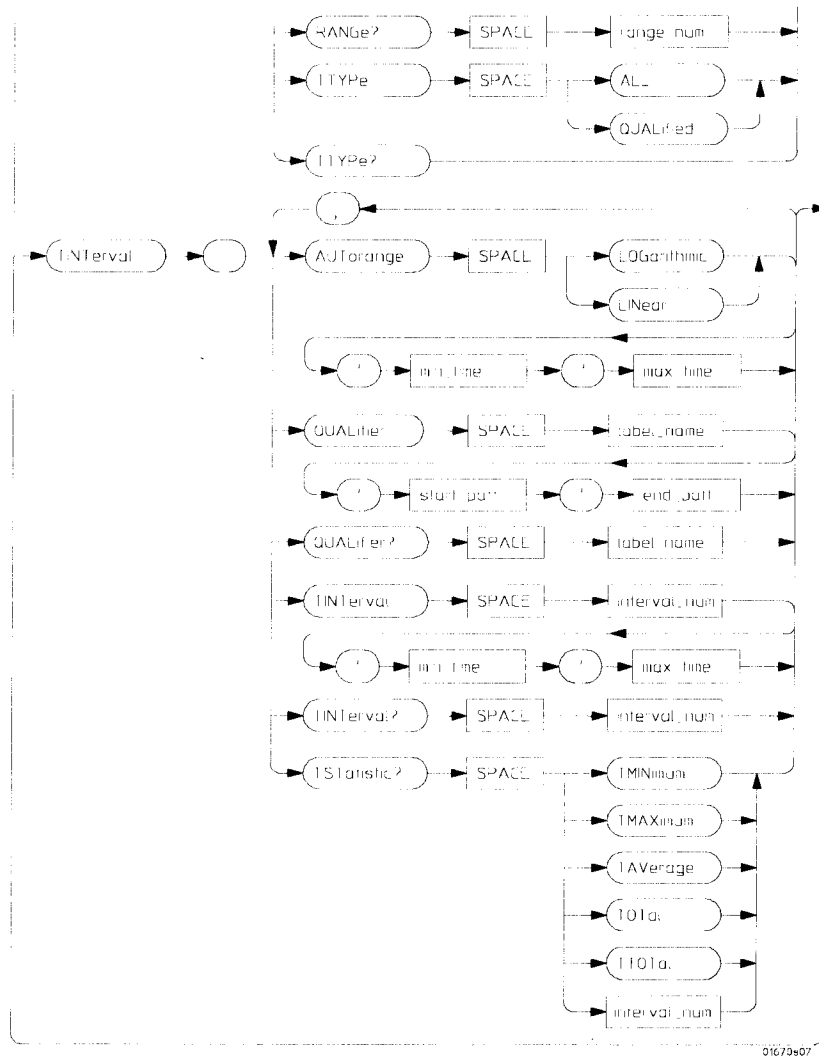 RANGe? SPACE range_num
TTYPe SPACE ALL
QUALified
TTYPe?
,
TINTerval
AUTorange SPACE LOGarithmic
LINear
, min_time , max_time
QUALifier SPACE label_name
, start_patt , end_patt
QUALifier? SPACE label_name
TINTerval SPACE interval_num
, min_time , max_time
TINTerval? SPACE interval_num
TSTatistic? SPACE TMINimum
TMAXimum
TAVerage
TOTal
TTOTal
interval_num
01670s07